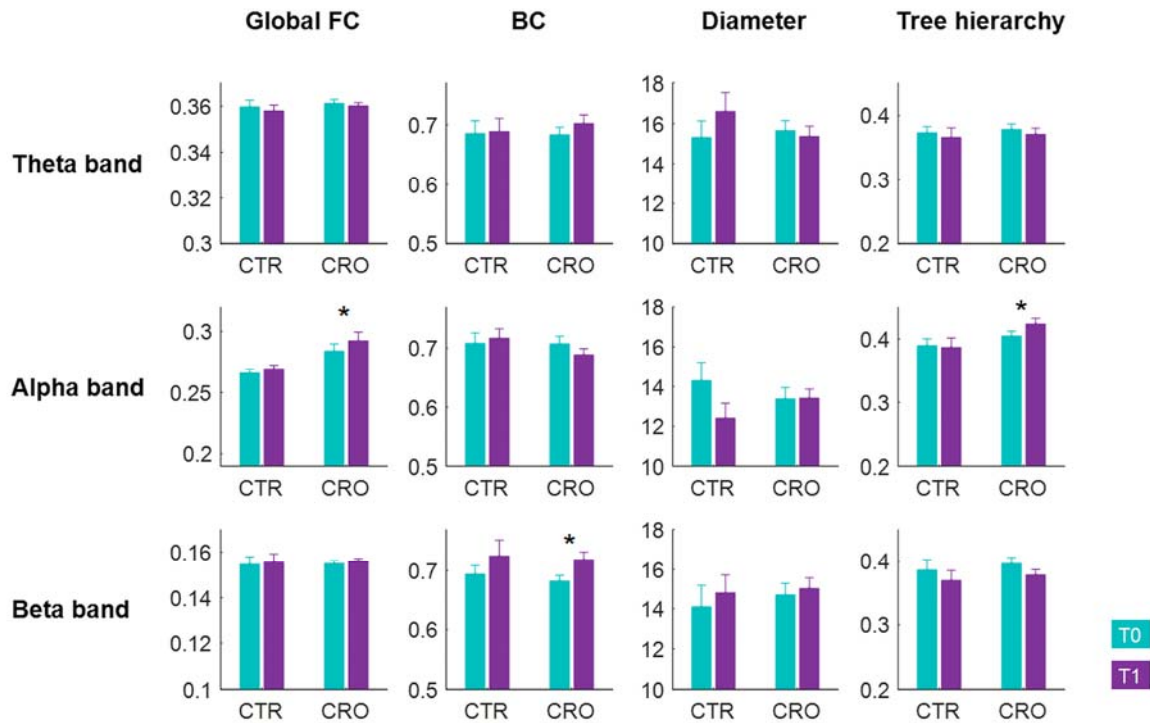 Global FC BC Diameter Tree hierarchy
Theta band
0.36
0.34
0.32
0.3
CTR CRO
0.7
0.6
0.5
CTR CRO
18
16
14
12
10
CTR CRO
0.4
0.3
0.2
CTR CRO
Alpha band
0.3
0.25
0.2
*
CTR CRO
0.7
0.6
0.5
CTR CRO
18
16
14
12
10
CTR CRO
0.4
0.3
0.2
*
CTR CRO
Beta band
0.16
0.14
0.12
0.1
CTR CRO
0.7
0.6
0.5
*
CTR CRO
18
16
14
12
10
CTR CRO
0.4
0.3
0.2
CTR CRO
T0
T1